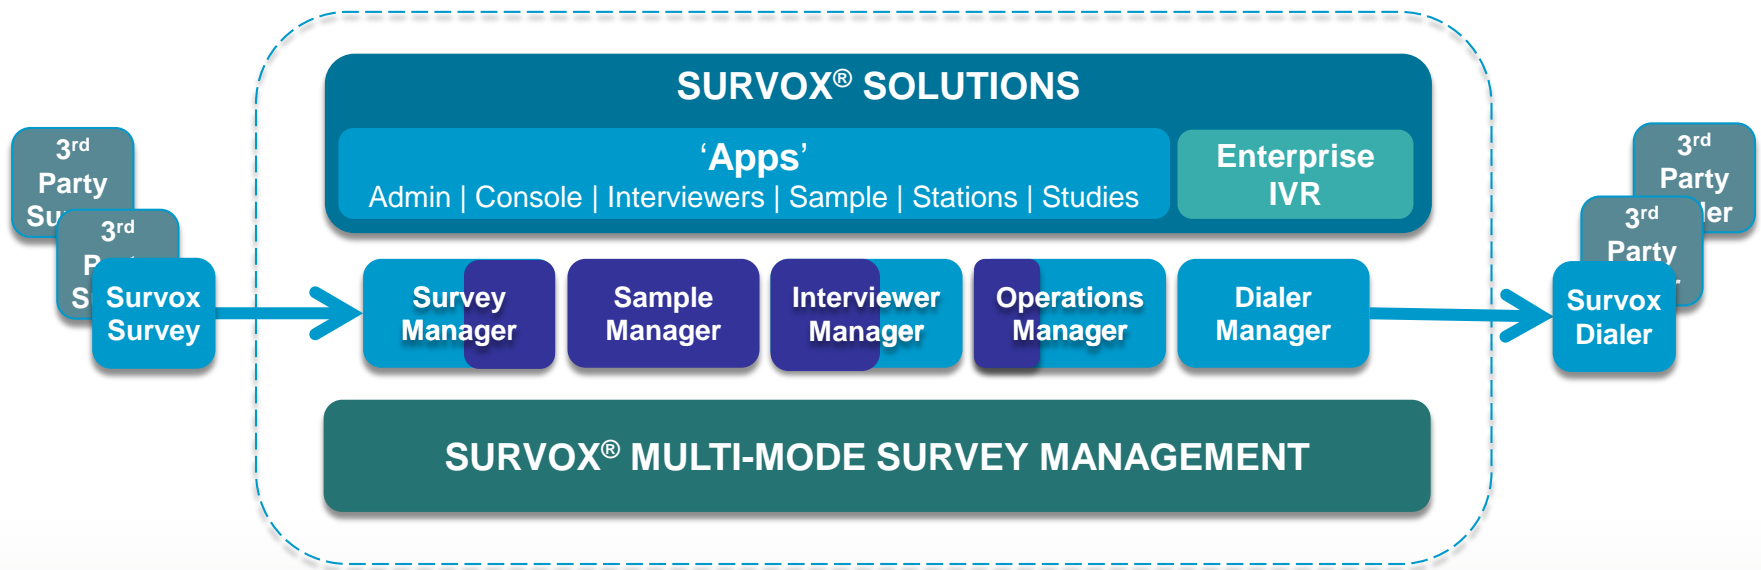 SURVOX® SOLUTIONS
'Apps'
Admin | Console | Interviewers | Sample | Stations | Studies
Enterprise
IVR
3rd
Party
3rd
Survox
Survey
Survey
Manager
Sample
Manager
Interviewer
Manager
Operations
Manager
Dialer
Manager
3rd
Party
3rd
Party
Survox
Dialer
SURVOX® MULTI-MODE SURVEY MANAGEMENT